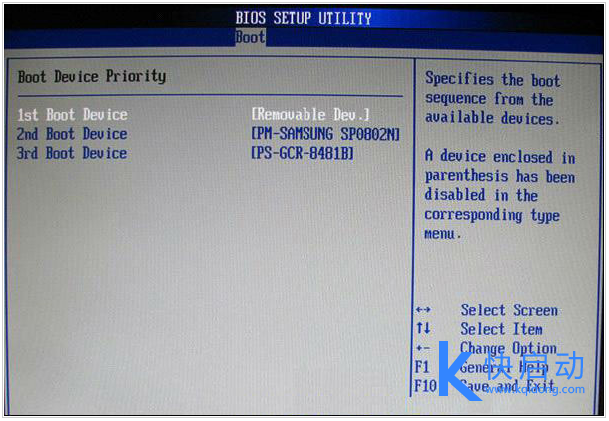 BIOS SETUP UTILITY
Boot
Boot Device Priority
1st Boot Device [Removable Dev.]
2nd Boot Device [PM-SAMSUNG SP0802N]
3rd Boot Device [PS-GCR-8481B]
Specifies the boot
sequence from the
available devices.
A device enclosed in
parenthesis has been
disabled in the
corresponding type
menu.
↔ Select Screen
↑↓ Select Item
+- Change Option
F1 General Help
F10 Save and Exit
K 快启动
www.kqidong.com